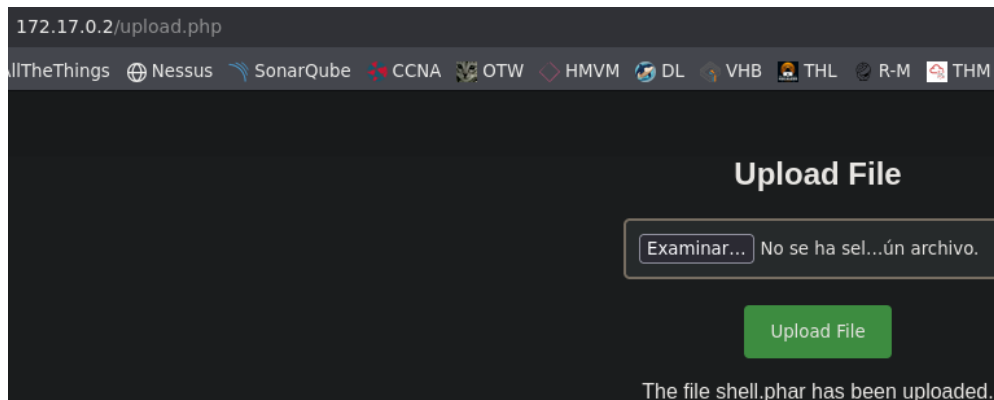 172.17.0.2/upload.php
llTheThings Nessus SonarQube CCNA OTW HMVM DL VHB THL R-M THM
Upload File
Examinar... No se ha sel...ún archivo.
Upload File
The file shell.phar has been uploaded.